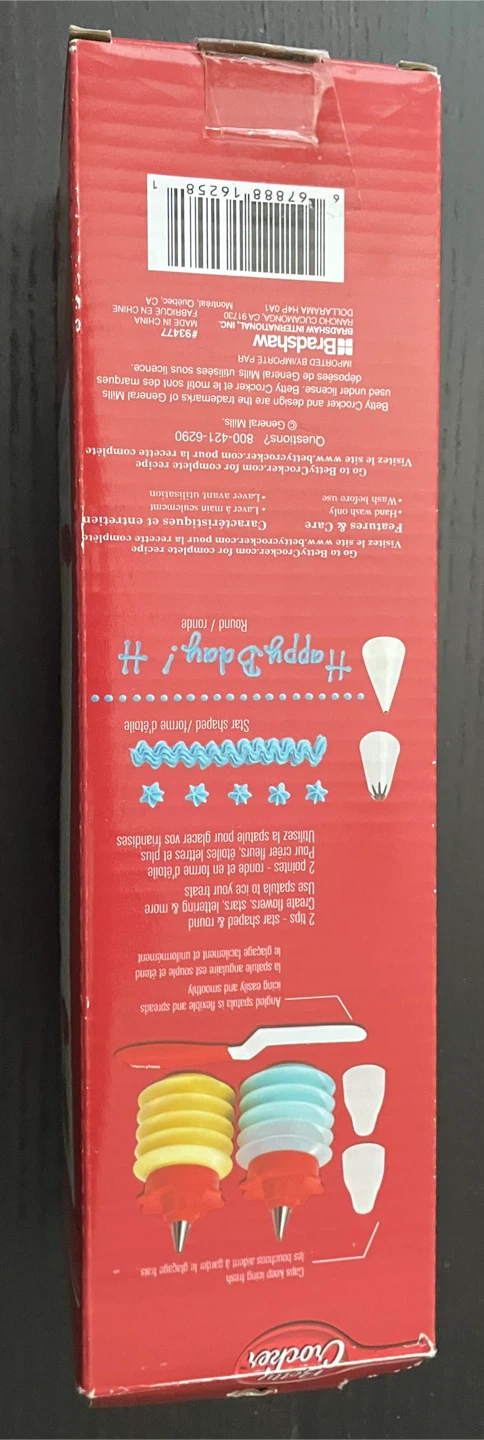 Betty
Crocker
Caps keep icing fresh
les bouchons aident à garder le glaçage frais
Angled spatula is flexible and spreads
icing easily and smoothly
la spatule angulaire est souple et étend
le glaçage facilement et uniformément
2 tips - star shaped & round
Create flowers. stars, lettering & more
Use spatula to ice your treats
2 pointes - ronde et en forme d'étoile
Pour créer fleurs, étoiles lettres et plus
Utilisez la spatule pour glacer vos friandises
Star shaped /forme d'étoile
Happy Bday! H
Round / ronde
Go to BettyCrocker.com for complete recipe
Visitez le site www.bettycrocker.com pour la recette complète
Features & Care
•Hand wash only
•Wash before use
Caractéristiques et entretien
•Laver à main seulement
•Laver avant utilisation
Go to BettyCrocker.com for complete recipe
Visitez le site www.bettycrocker.com pour la recette complète
Questions? 800-421-6290
© General Mills.
Betty Crocker and design are the trademarks of General Mills
used under license. Betty Crocker et le motif sont des marques
déposées de General Mills utilisées sous licence.
IMPORTED BY/IMPORTÉ PAR
Bradshaw
BRADSHAW INTERNATIONAL, INC.
RANCHO CUCAMONGA, CA 91730
DOLLARAMA H4P 0A1 Montréal, Québec, CA
#93477
MADE IN CHINA
FABRIQUÉ EN CHINE
6 67888 16258 1